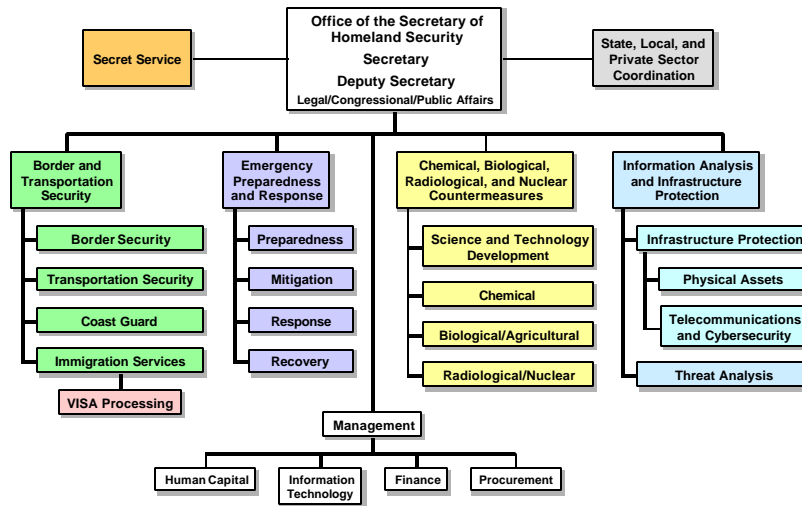 Office of the Secretary of
Homeland Security
Secretary
Deputy Secretary
Legal/Congressional/Public Affairs
Secret Service
State, Local, and
Private Sector
Coordination
Border and
Transportation
Security
Emergency
Preparedness
and Response
Chemical, Biological,
Radiological, and Nuclear
Countermeasures
Information Analysis
and Infrastructure
Protection
Border Security
Transportation Security
Coast Guard
Immigration Services
VISA Processing
Preparedness
Mitigation
Response
Recovery
Science and Technology
Development
Chemical
Biological/Agricultural
Radiological/Nuclear
Infrastructure Protection
Physical Assets
Telecommunications
and Cybersecurity
Threat Analysis
Management
Human Capital
Information
Technology
Finance
Procurement